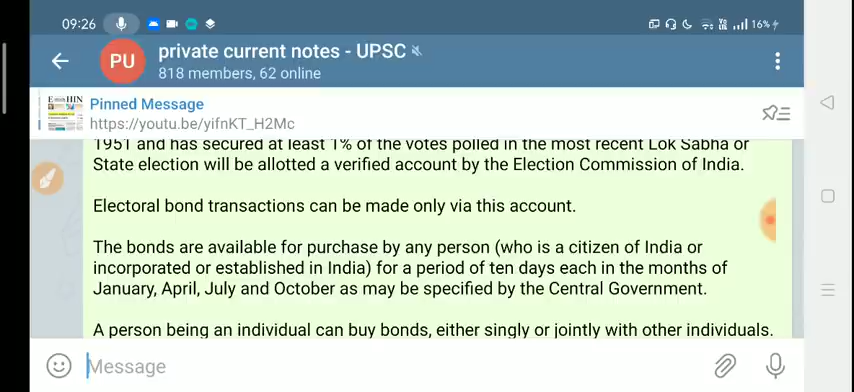 09:26
16%
private current notes - UPSC
PU
818 members, 62 online
Pinned Message
https://youtu.be/yifnKT_H2Mc
1951 and has secured at least 1% of the votes polled in the most recent Lok Sabha or
State election will be allotted a verified account by the Election Commission of India.
Electoral bond transactions can be made only via this account.
The bonds are available for purchase by any person (who is a citizen of India or
incorporated or established in India) for a period of ten days each in the months of
January, April, July and October as may be specified by the Central Government.
A person being an individual can buy bonds, either singly or jointly with other individuals.
Message